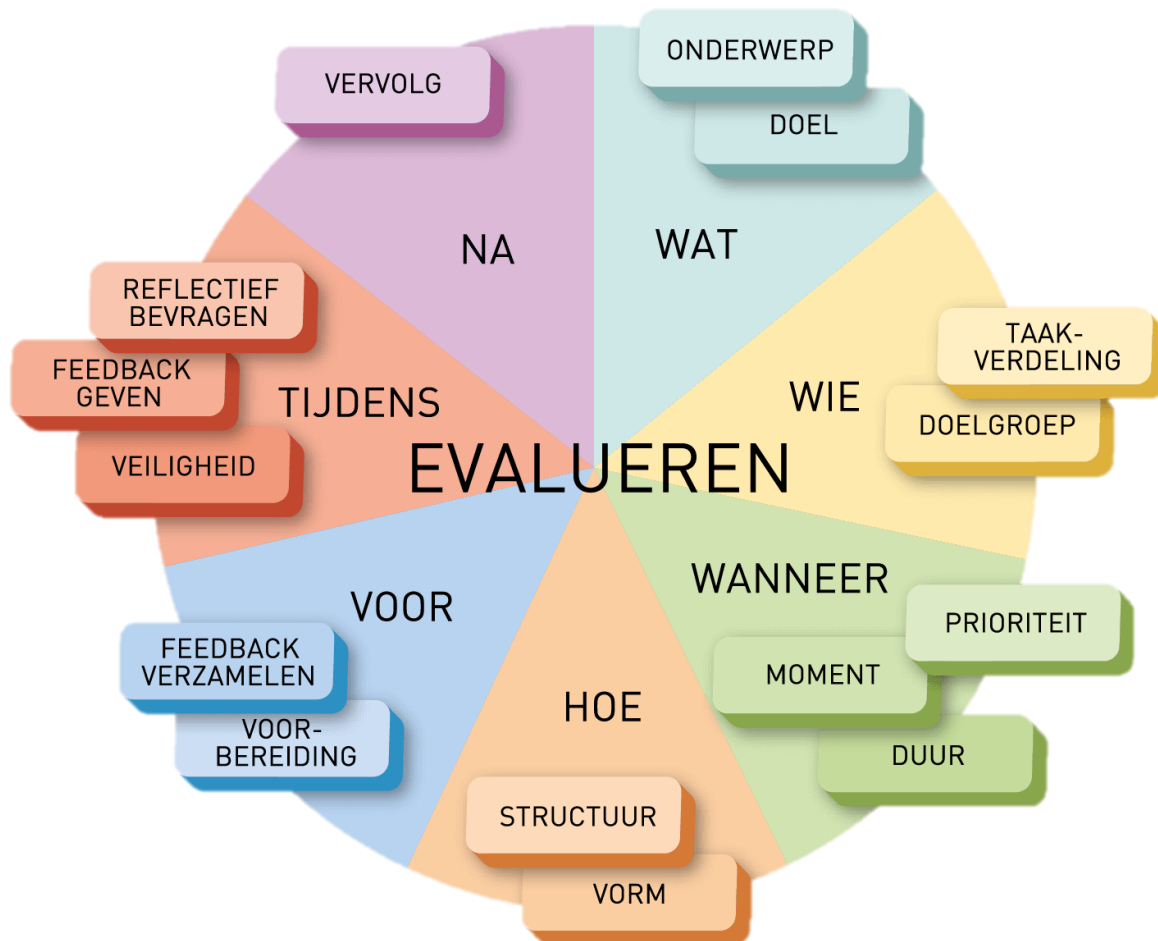 ONDERWERP
DOEL
WAT
TAAK-
VERDELING
DOELGROEP
WIE
WANNEER
PRIORITEIT
MOMENT
DUUR
HOE
STRUCTUUR
VORM
VOOR
FEEDBACK
VERZAMELEN
VOOR-
BEREIDING
TIJDENS
REFLECTIEF
BEVRAGEN
FEEDBACK
GEVEN
VEILIGHEID
NA
VERVOLG
EVALUEREN